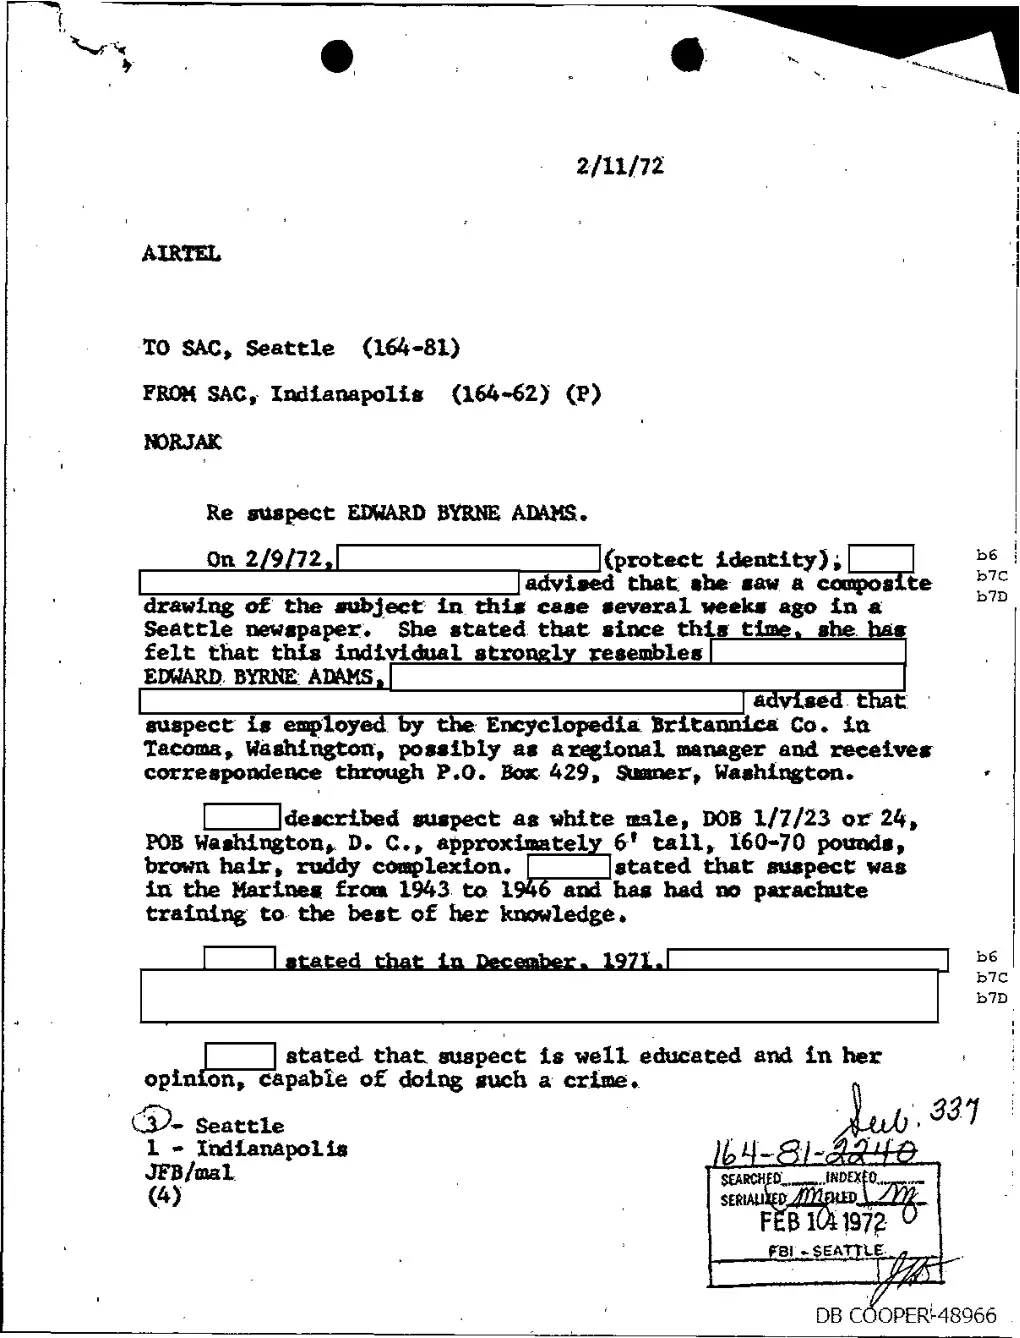 2/11/72
AIRTEL
TO SAC, Seattle (164-81)
FROM SAC, Indianapolis (164-62) (P)
NORJAK
Re suspect EDWARD BYRNE ADAMS.
On 2/9/72, (protect identity), b6
advised that she saw a composite b7C
drawing of the subject in this case several weeks ago in a b7D
Seattle newspaper. She stated that since this time, she has
felt that this individual strongly resembles
EDWARD BYRNE ADAMS,
advised that
suspect is employed by the Encyclopedia Britannica Co. in
Tacoma, Washington, possibly as a regional manager and receives
correspondence through P.O. Box 429, Sumner, Washington.
described suspect as white male, DOB 1/7/23 or 24,
POB Washington, D. C., approximately 6' tall, 160-70 pounds,
brown hair, ruddy complexion. stated that suspect was
in the Marines from 1943 to 1946 and has had no parachute
training to the best of her knowledge.
stated that in December, 1971, b6
b7C
b7D
stated that suspect is well educated and in her
opinion, capable of doing such a crime.
3 - Seattle
1 - Indianapolis
JFB/mal
(4)
Sub. 337
164-81-2240
SEARCHED INDEXED
SERIALIZED FILED
FEB 14 1972
FBI - SEATTLE
DB COOPER-48966